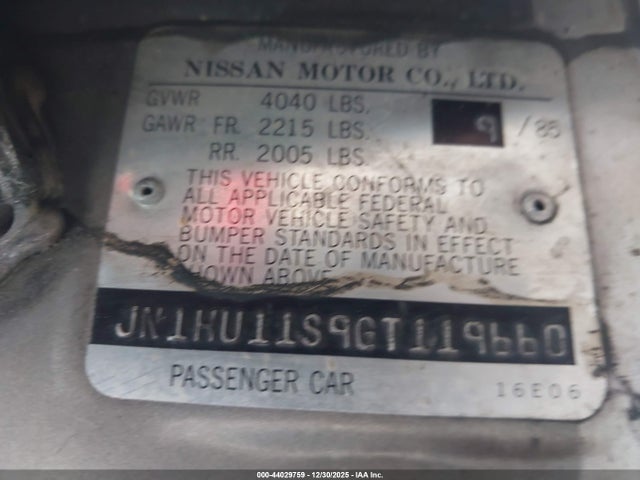 MANUFACTURED BY
NISSAN MOTOR CO., LTD.
GVWR 4040 LBS.
GAWR FR. 2215 LBS. 9 / 85
RR. 2005 LBS.
THIS VEHICLE CONFORMS TO
ALL APPLICABLE FEDERAL
MOTOR VEHICLE SAFETY AND
BUMPER STANDARDS IN EFFECT
ON THE DATE OF MANUFACTURE
SHOWN ABOVE
JN1HU11S9GT119660
PASSENGER CAR 16E06
000-44029759 - 12/30/2025 - IAA Inc.